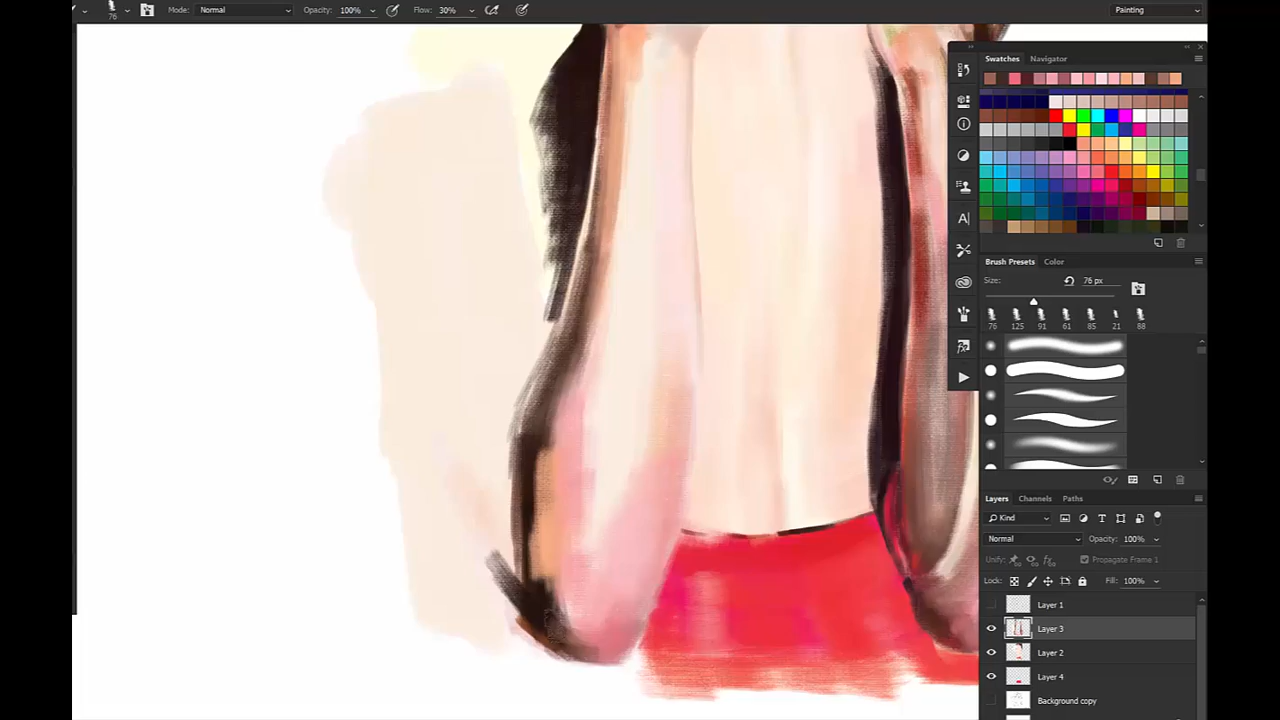 76 Mode: Normal Opacity: 100% Flow: 30% Painting
Swatches Navigator
Brush Presets Color
Size: 76 px
76 125 91 61 85 21 88
Layers Channels Paths
Kind
Normal Opacity: 100%
Unify: Propagate Frame 1
Lock: Fill: 100%
Layer 1
Layer 3
Layer 2
Layer 4
Background copy